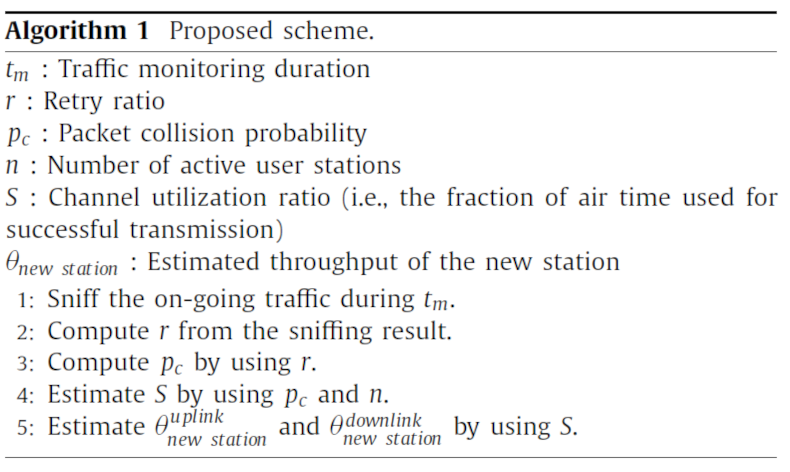 Algorithm 1 Proposed scheme.
t_m : Traffic monitoring duration
r : Retry ratio
p_c : Packet collision probability
n : Number of active user stations
S : Channel utilization ratio (i.e., the fraction of air time used for
successful transmission)
θ_{new station} : Estimated throughput of the new station
1: Sniff the on-going traffic during t_m.
2: Compute r from the sniffing result.
3: Compute p_c by using r.
4: Estimate S by using p_c and n.
5: Estimate θ^{uplink}_{new station} and θ^{downlink}_{new station} by using S.